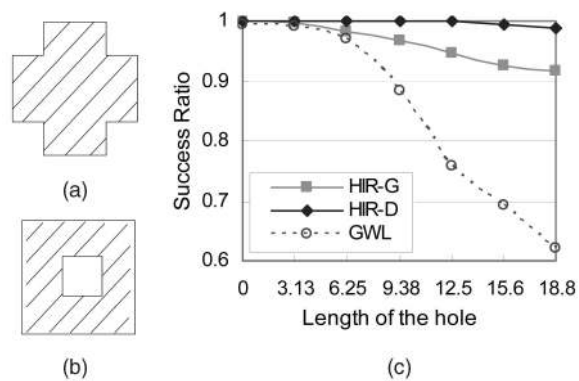 (a)
(b)
Success Ratio
1
0.9
0.8
0.7
0.6
HIR-G
HIR-D
GWL
0 3.13 6.25 9.38 12.5 15.6 18.8
Length of the hole
(c)